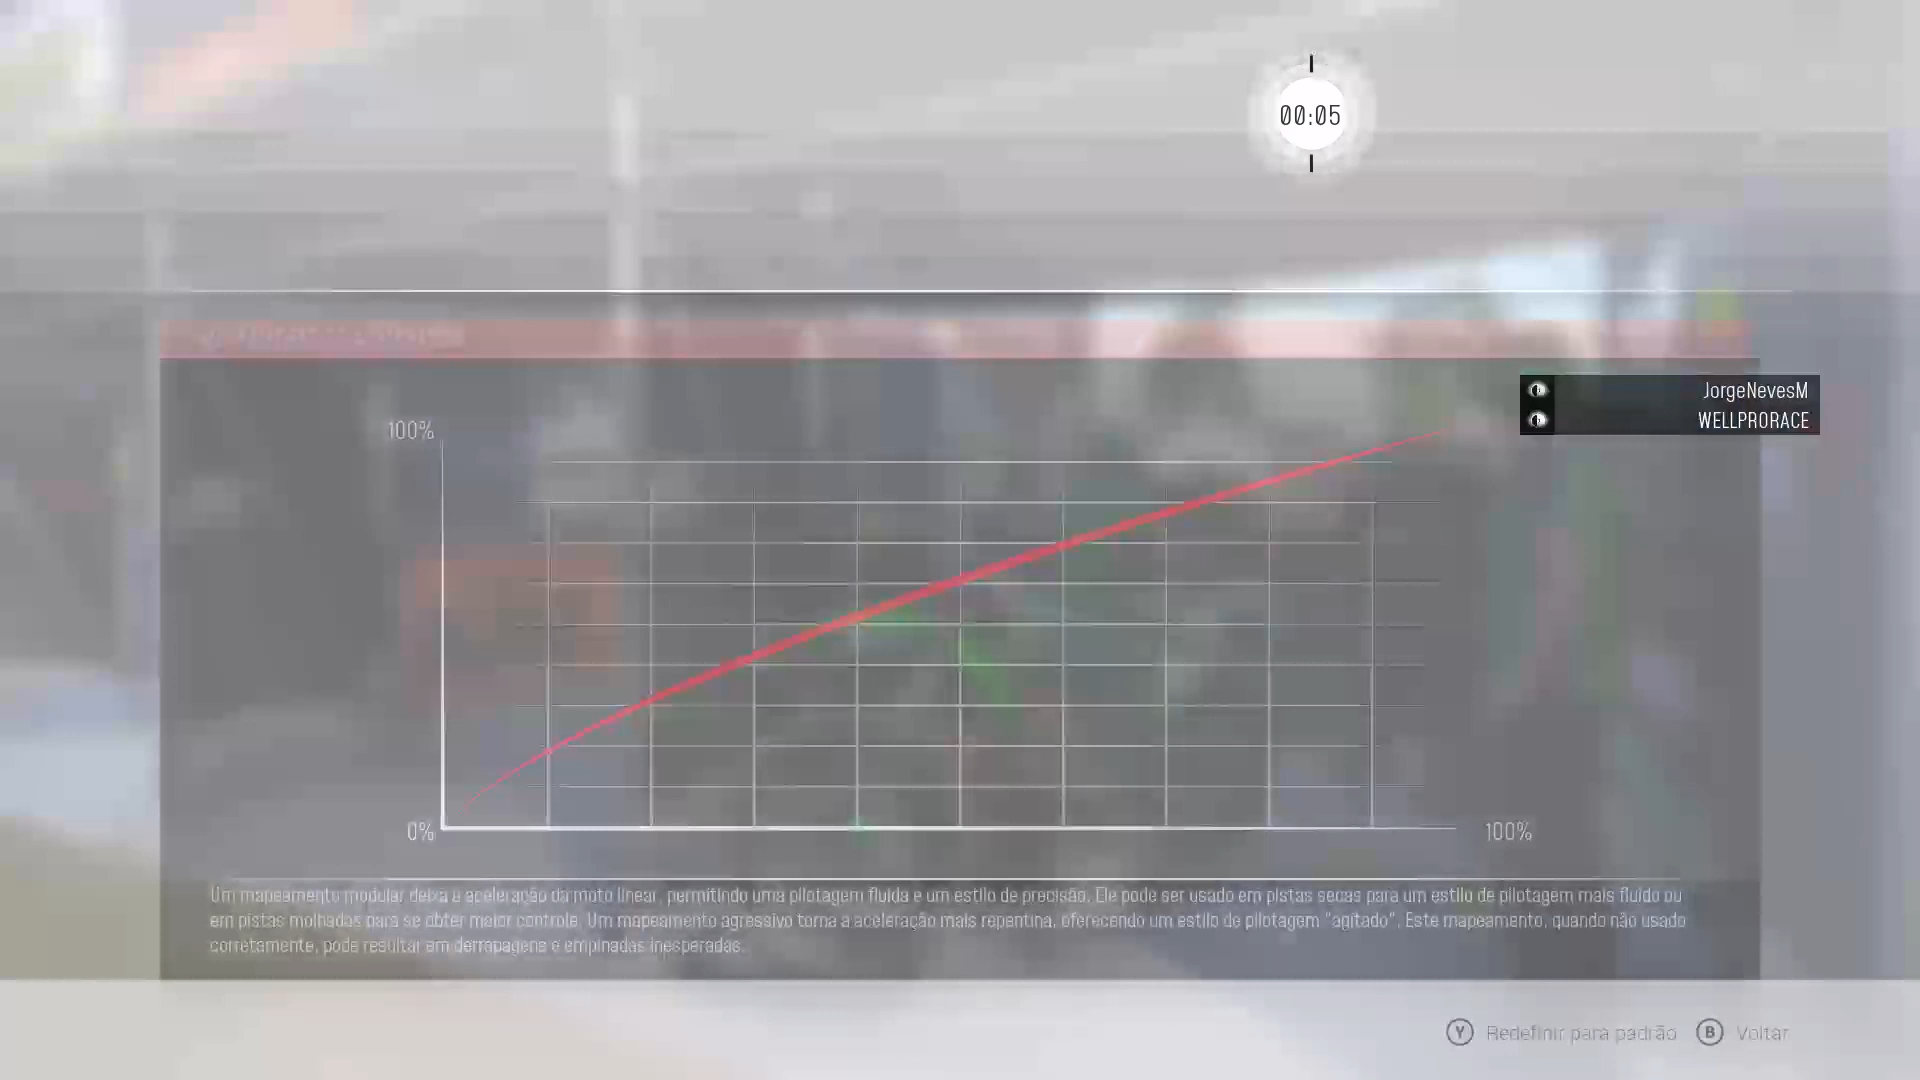 00:05
JorgeNevesM
WELLPRORACE
100%
0%
100%
Um mapeamento modular deixa a aceleração da moto linear, permitindo uma pilotagem fluida e um estilo de precisão. Ele pode ser usado em pistas secas para um estilo de pilotagem mais fluido ou
em pistas molhadas para se obter maior controle. Um mapeamento agressivo torna a aceleração mais repentina, oferecendo um estilo de pilotagem "agitado". Este mapeamento, quando não usado
corretamente, pode resultar em derrapagens e empinadas inesperadas.
Y Redefinir para padrão B Voltar